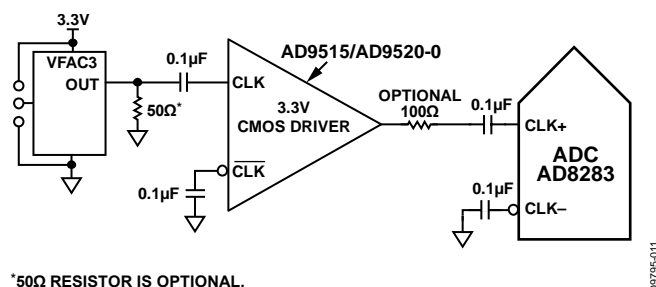 3.3V
VFAC3
OUT
0.1µF
50Ω*
AD9515/AD9520-0
CLK
3.3V
CMOS DRIVER
CLK
0.1µF
OPTIONAL
100Ω
0.1µF
CLK+
ADC
AD8283
0.1µF
CLK–
*50Ω RESISTOR IS OPTIONAL.
09795-011